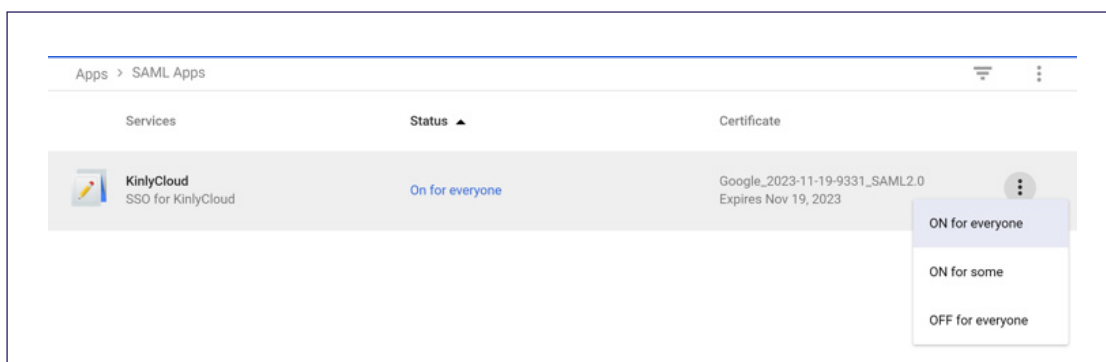 Apps > SAML Apps
Services Status ▲ Certificate
KinlyCloud
SSO for KinlyCloud
On for everyone
Google_2023-11-19-9331_SAML2.0
Expires Nov 19, 2023
ON for everyone
ON for some
OFF for everyone